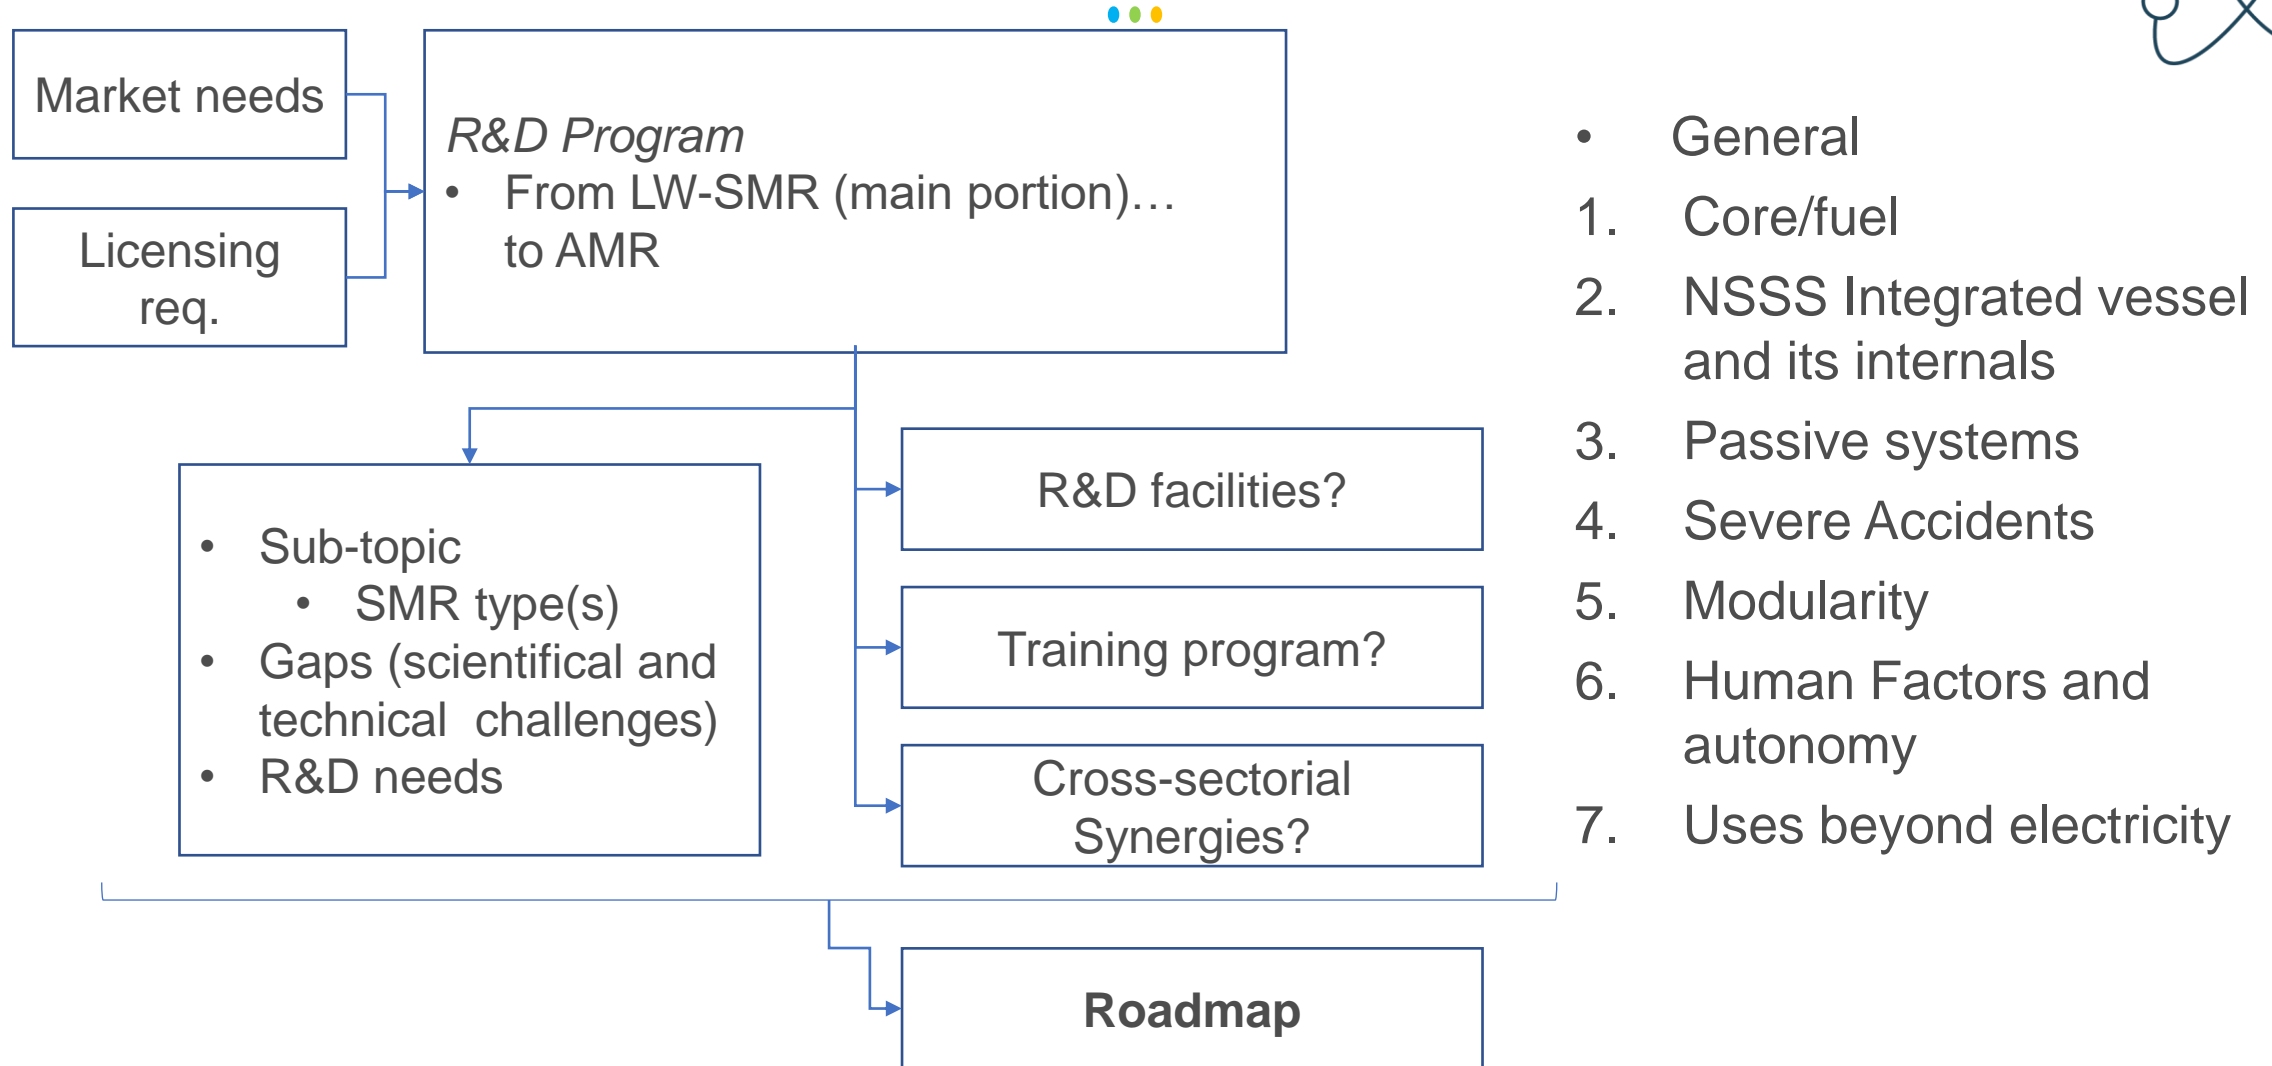 Market needs
Licensing
req.
R&D Program
• From LW-SMR (main portion)…
to AMR
• Sub-topic
• SMR type(s)
• Gaps (scientifical and
technical challenges)
• R&D needs
R&D facilities?
Training program?
Cross-sectorial
Synergies?
Roadmap
• General
1. Core/fuel
2. NSSS Integrated vessel
and its internals
3. Passive systems
4. Severe Accidents
5. Modularity
6. Human Factors and
autonomy
7. Uses beyond electricity